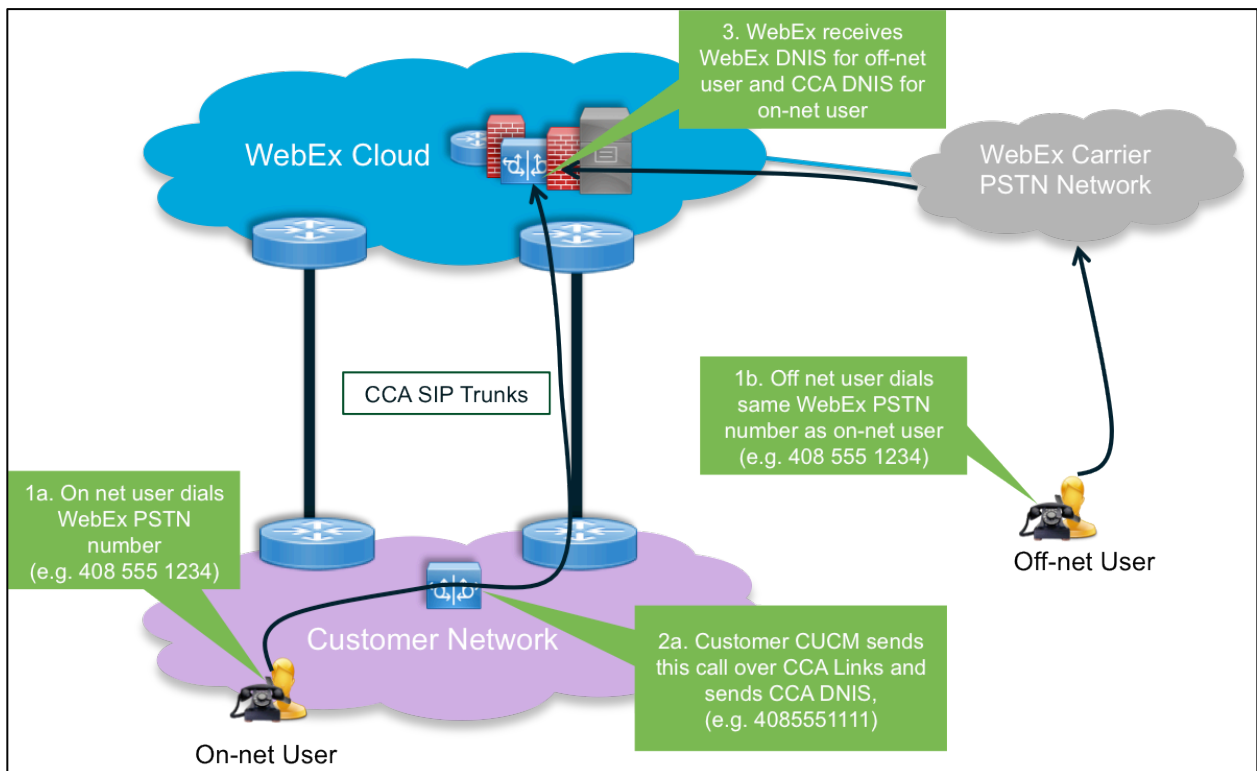 3. WebEx receives
WebEx DNIS for off-net
user and CCA DNIS for
on-net user
WebEx Cloud
WebEx Carrier
PSTN Network
CCA SIP Trunks
1b. Off net user dials
same WebEx PSTN
number as on-net user
(e.g. 408 555 1234)
1a. On net user dials
WebEx PSTN
number
(e.g. 408 555 1234)
Off-net User
Customer Network
2a. Customer CUCM sends
this call over CCA Links and
sends CCA DNIS,
(e.g. 4085551111)
On-net User